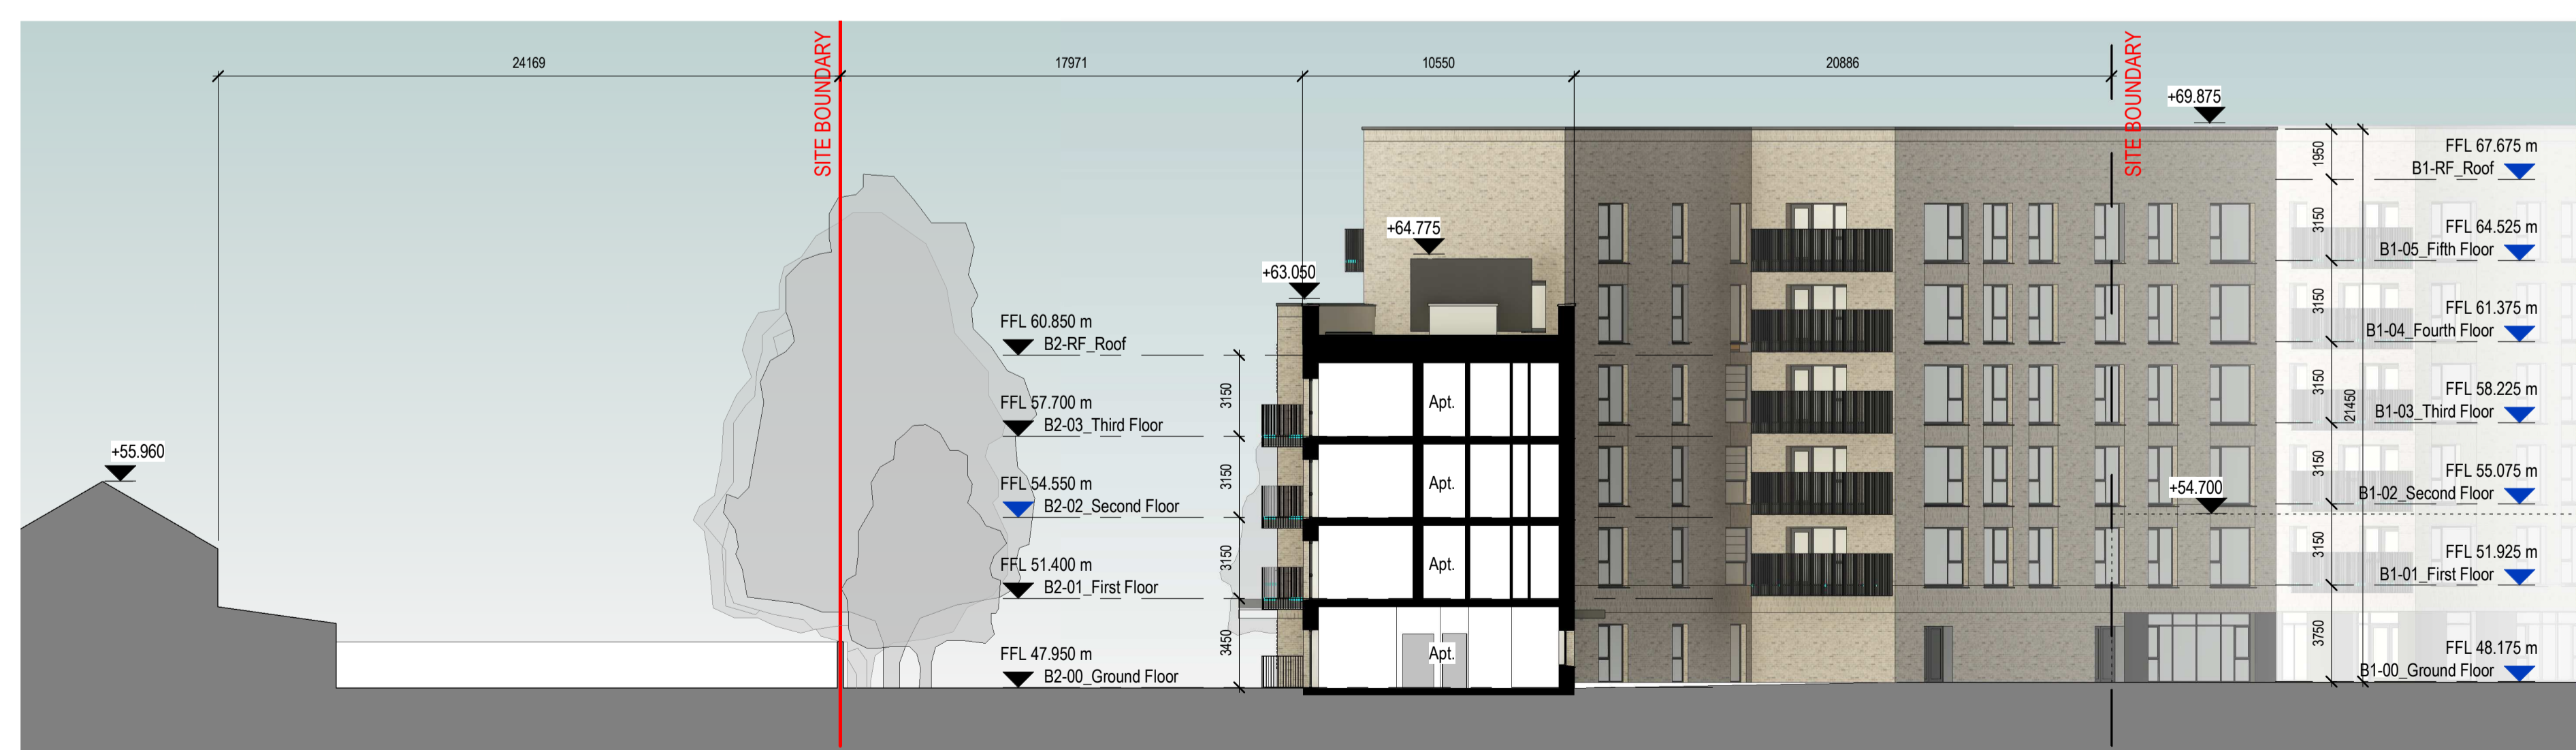 24169
17971
10550
20886
SITE BOUNDARY
SITE BOUNDARY
+69.875
+64.775
+63.050
+55.960
+54.700
FFL 60.850 m
B2-RF_Roof
FFL 57.700 m
B2-03_Third Floor
FFL 54.550 m
B2-02_Second Floor
FFL 51.400 m
B2-01_First Floor
FFL 47.950 m
B2-00_Ground Floor
3150
3150
3150
3450
Apt.
Apt.
Apt.
Apt.
1950
3150
3150
3150
3150
3150
3750
21450
FFL 67.675 m
B1-RF_Roof
FFL 64.525 m
B1-05_Fifth Floor
FFL 61.375 m
B1-04_Fourth Floor
FFL 58.225 m
B1-03_Third Floor
FFL 55.075 m
B1-02_Second Floor
FFL 51.925 m
B1-01_First Floor
FFL 48.175 m
B1-00_Ground Floor